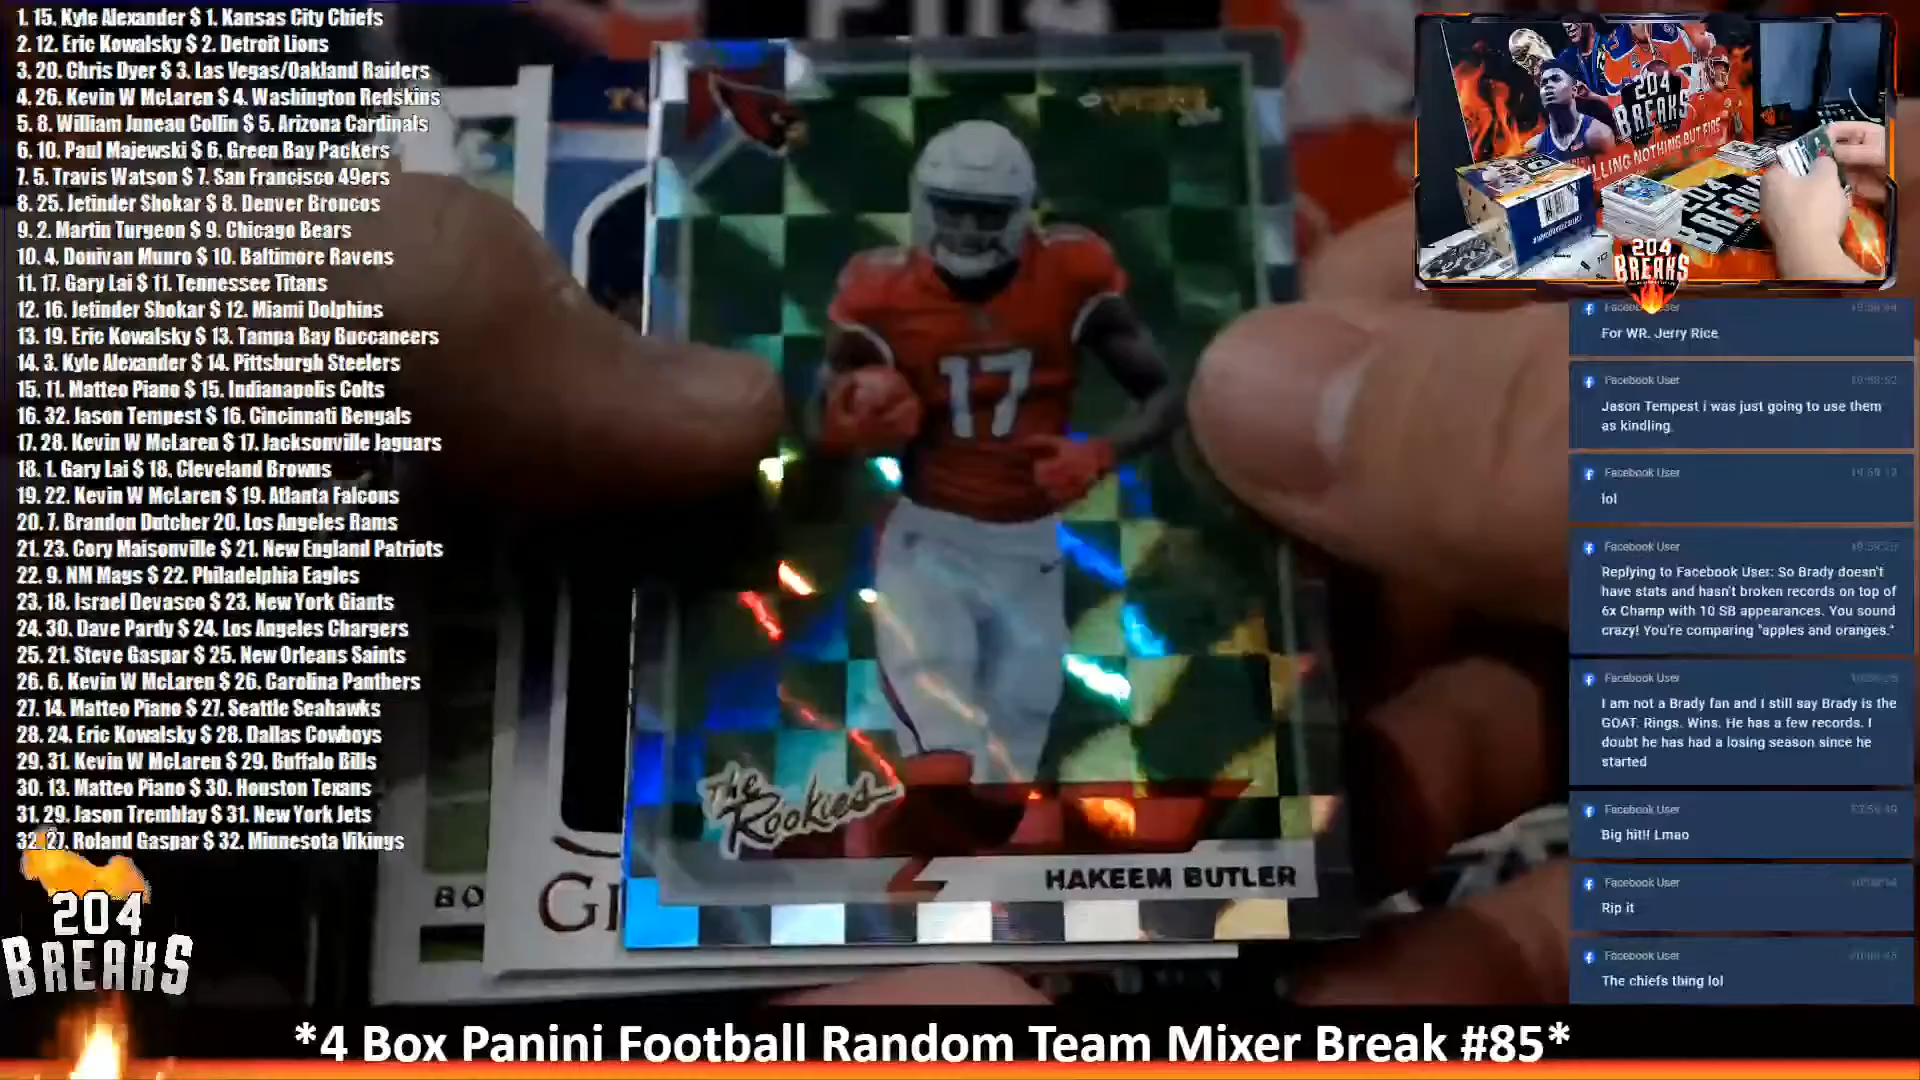 1. 15. Kyle Alexander $ 1. Kansas City Chiefs
2. 12. Eric Kowalsky $ 2. Detroit Lions
3. 20. Chris Dyer $ 3. Las Vegas/Oakland Raiders
4. 26. Kevin W McLaren $ 4. Washington Redskins
5. 8. William Juneau Collin $ 5. Arizona Cardinals
6. 10. Paul Majewski $ 6. Green Bay Packers
7. 5. Travis Watson $ 7. San Francisco 49ers
8. 25. Jetinder Shokar $ 8. Denver Broncos
9. 2. Martin Turgeon $ 9. Chicago Bears
10. 4. Donivan Munro $ 10. Baltimore Ravens
11. 17. Gary Lai $ 11. Tennessee Titans
12. 16. Jetinder Shokar $ 12. Miami Dolphins
13. 19. Eric Kowalsky $ 13. Tampa Bay Buccaneers
14. 3. Kyle Alexander $ 14. Pittsburgh Steelers
15. 11. Matteo Piano $ 15. Indianapolis Colts
16. 32. Jason Tempest $ 16. Cincinnati Bengals
17. 28. Kevin W McLaren $ 17. Jacksonville Jaguars
18. 1. Gary Lai $ 18. Cleveland Browns
19. 22. Kevin W McLaren $ 19. Atlanta Falcons
20. 7. Brandon Dutcher 20. Los Angeles Rams
21. 23. Cory Maisonville $ 21. New England Patriots
22. 9. NM Mags $ 22. Philadelphia Eagles
23. 18. Israel Devasco $ 23. New York Giants
24. 30. Dave Pardy $ 24. Los Angeles Chargers
25. 21. Steve Gaspar $ 25. New Orleans Saints
26. 6. Kevin W McLaren $ 26. Carolina Panthers
27. 14. Matteo Piano $ 27. Seattle Seahawks
28. 24. Eric Kowalsky $ 28. Dallas Cowboys
29. 31. Kevin W McLaren $ 29. Buffalo Bills
30. 13. Matteo Piano $ 30. Houston Texans
31. 29. Jason Tremblay $ 31. New York Jets
32. 27. Roland Gaspar $ 32. Minnesota Vikings
204
BREAKS
17
The
Rookies
HAKEEM BUTLER
BO
GI
204
BREAKS
LLING NOTHING BUT FIRE
204
BREAKS
204
BREAKS
Facebook User
For WR. Jerry Rice
Facebook User
Jason Tempest i was just going to use them
as kindling.
Facebook User
lol
Facebook User
Replying to Facebook User: So Brady doesn't
have stats and hasn't broken records on top of
6x Champ with 10 SB appearances. You sound
crazy! You're comparing "apples and oranges."
Facebook User
I am not a Brady fan and I still say Brady is the
GOAT. Rings. Wins. He has a few records. I
doubt he has had a losing season since he
started
Facebook User
Big hit!! Lmao
Facebook User
Rip it
Facebook User
The chiefs thing lol
*4 Box Panini Football Random Team Mixer Break #85*